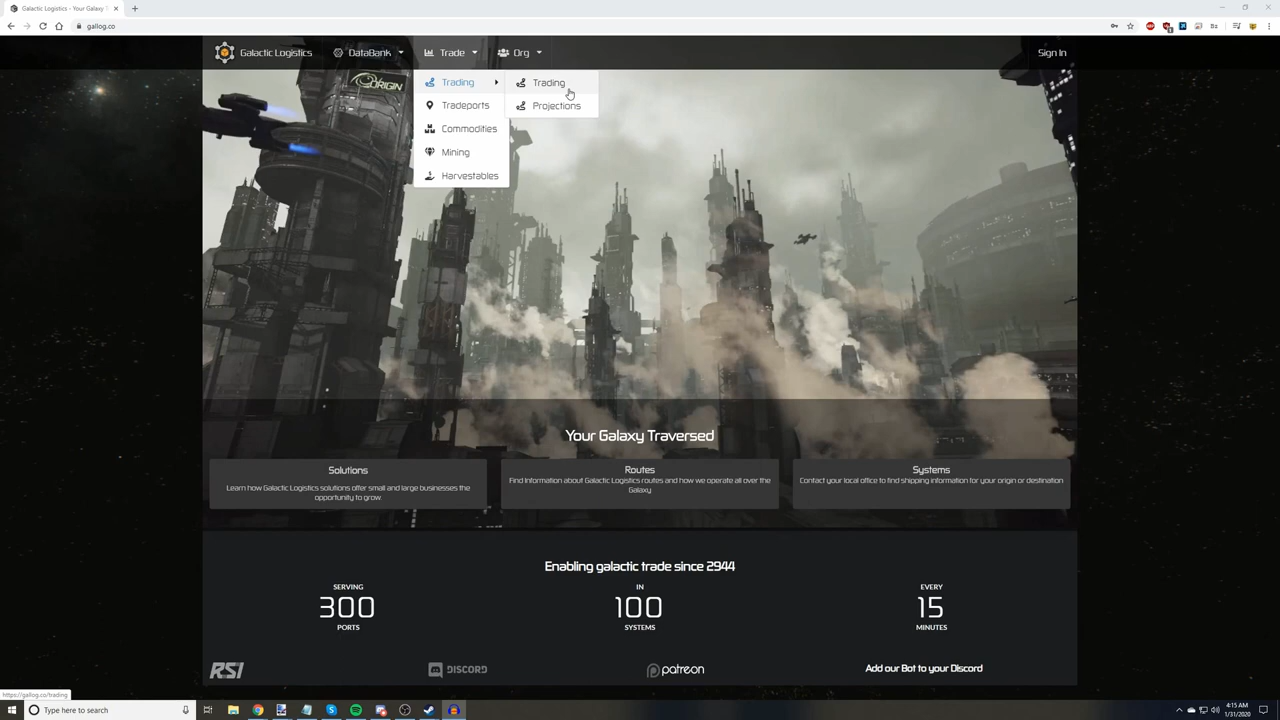 Galactic Logistics - Your Galaxy T
gallog.co
Galactic Logistics
DataBank
Trade
Org
Sign In
Trading
Trading
Tradeports
Projections
Commodities
Mining
Harvestables
ORIGIN
Your Galaxy Traversed
Solutions
Learn how Galactic Logistics solutions offer small and large businesses the
opportunity to grow.
Routes
Find Information about Galactic Logistics routes and how we operate all over the
Galaxy
Systems
Contact your local office to find shipping information for your origin or destination
Enabling galactic trade since 2944
SERVING
300
PORTS
IN
100
SYSTEMS
EVERY
15
MINUTES
RSI
DISCORD
patreon
Add our Bot to your Discord
https://gallog.co/trading
Type here to search
4:15 AM
1/31/2020